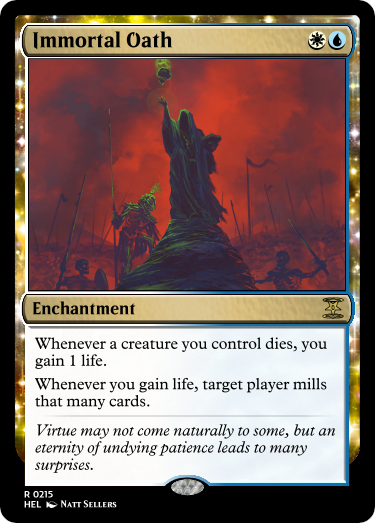 Immortal Oath
Enchantment
Whenever a creature you control dies, you
gain 1 life.
Whenever you gain life, target player mills
that many cards.
Virtue may not come naturally to some, but an
eternity of undying patience leads to many
surprises.
R 0215
HEL Natt Sellers